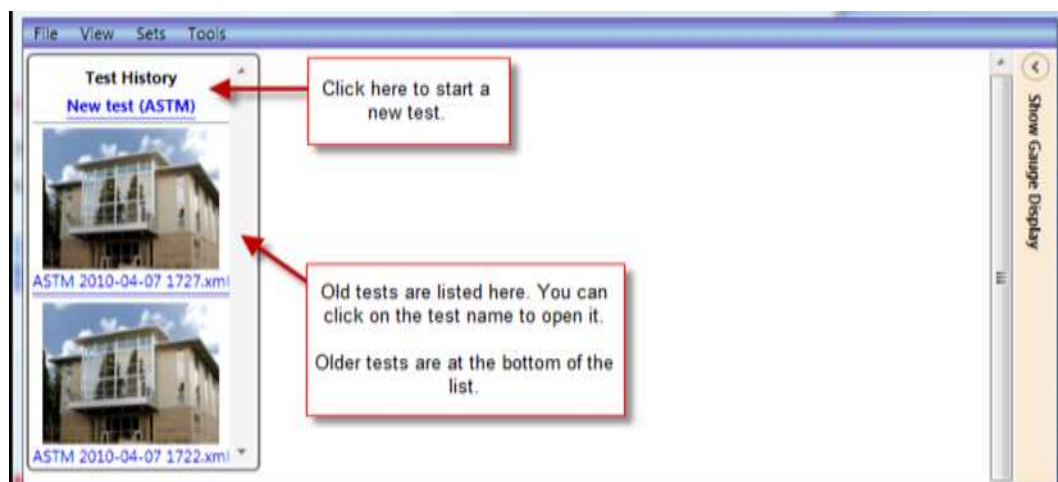 File View Sets Tools
Test History
New test (ASTM)
Click here to start a
new test.
ASTM 2010-04-07 1727.xml
Old tests are listed here. You can
click on the test name to open it.
Older tests are at the bottom of the
list.
ASTM 2010-04-07 1722.xml
Show Gauge Display